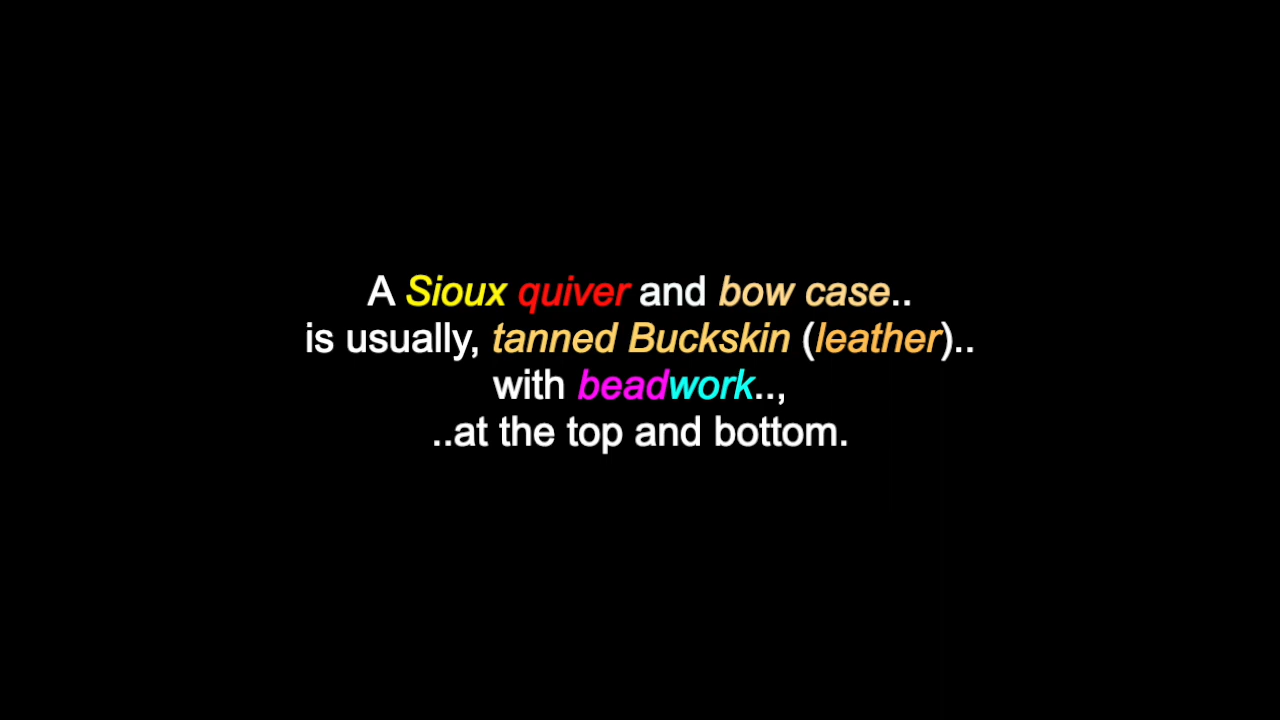 A Sioux quiver and bow case..
is usually, tanned Buckskin (leather)..
with beadwork..,
..at the top and bottom.